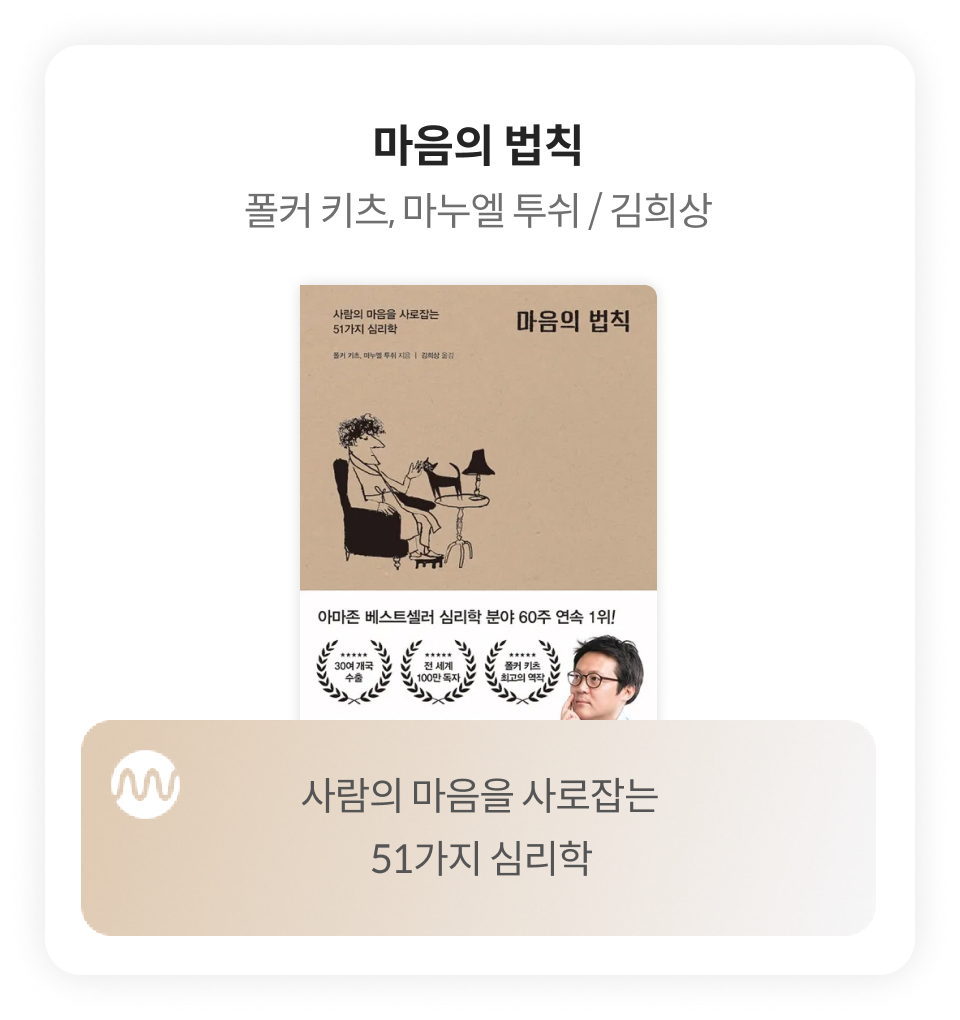 마음의 법칙
폴커 키츠, 마누엘 투쉬 / 김희상
사람의 마음을 사로잡는
51가지 심리학
마음의 법칙
폴커 키츠, 마누엘 투쉬 지음 | 김희상 옮김
아마존 베스트셀러 심리학 분야 60주 연속 1위!
★★★★★
30여 개국
수출
★★★★★
전 세계
100만 독자
★★★★★
폴커 키츠
최고의 역작
사람의 마음을 사로잡는
51가지 심리학